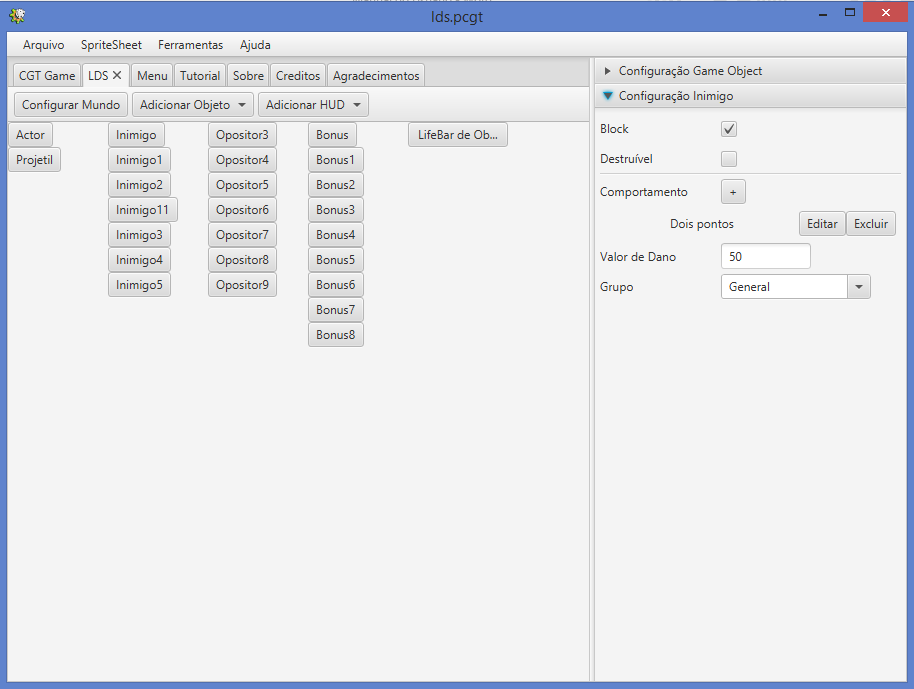 lds.pcgt
Arquivo SpriteSheet Ferramentas Ajuda
CGT Game LDS Menu Tutorial Sobre Creditos Agradecimentos
Configurar Mundo Adicionar Objeto Adicionar HUD
Actor Inimigo Opositor3 Bonus LifeBar de Ob...
Projetil Inimigo1 Opositor4 Bonus1
Inimigo2 Opositor5 Bonus2
Inimigo11 Opositor6 Bonus3
Inimigo3 Opositor7 Bonus4
Inimigo4 Opositor8 Bonus5
Inimigo5 Opositor9 Bonus6
Bonus7
Bonus8
Configuração Game Object
Configuração Inimigo
Block
Destruível
Comportamento +
Dois pontos Editar Excluir
Valor de Dano 50
Grupo General